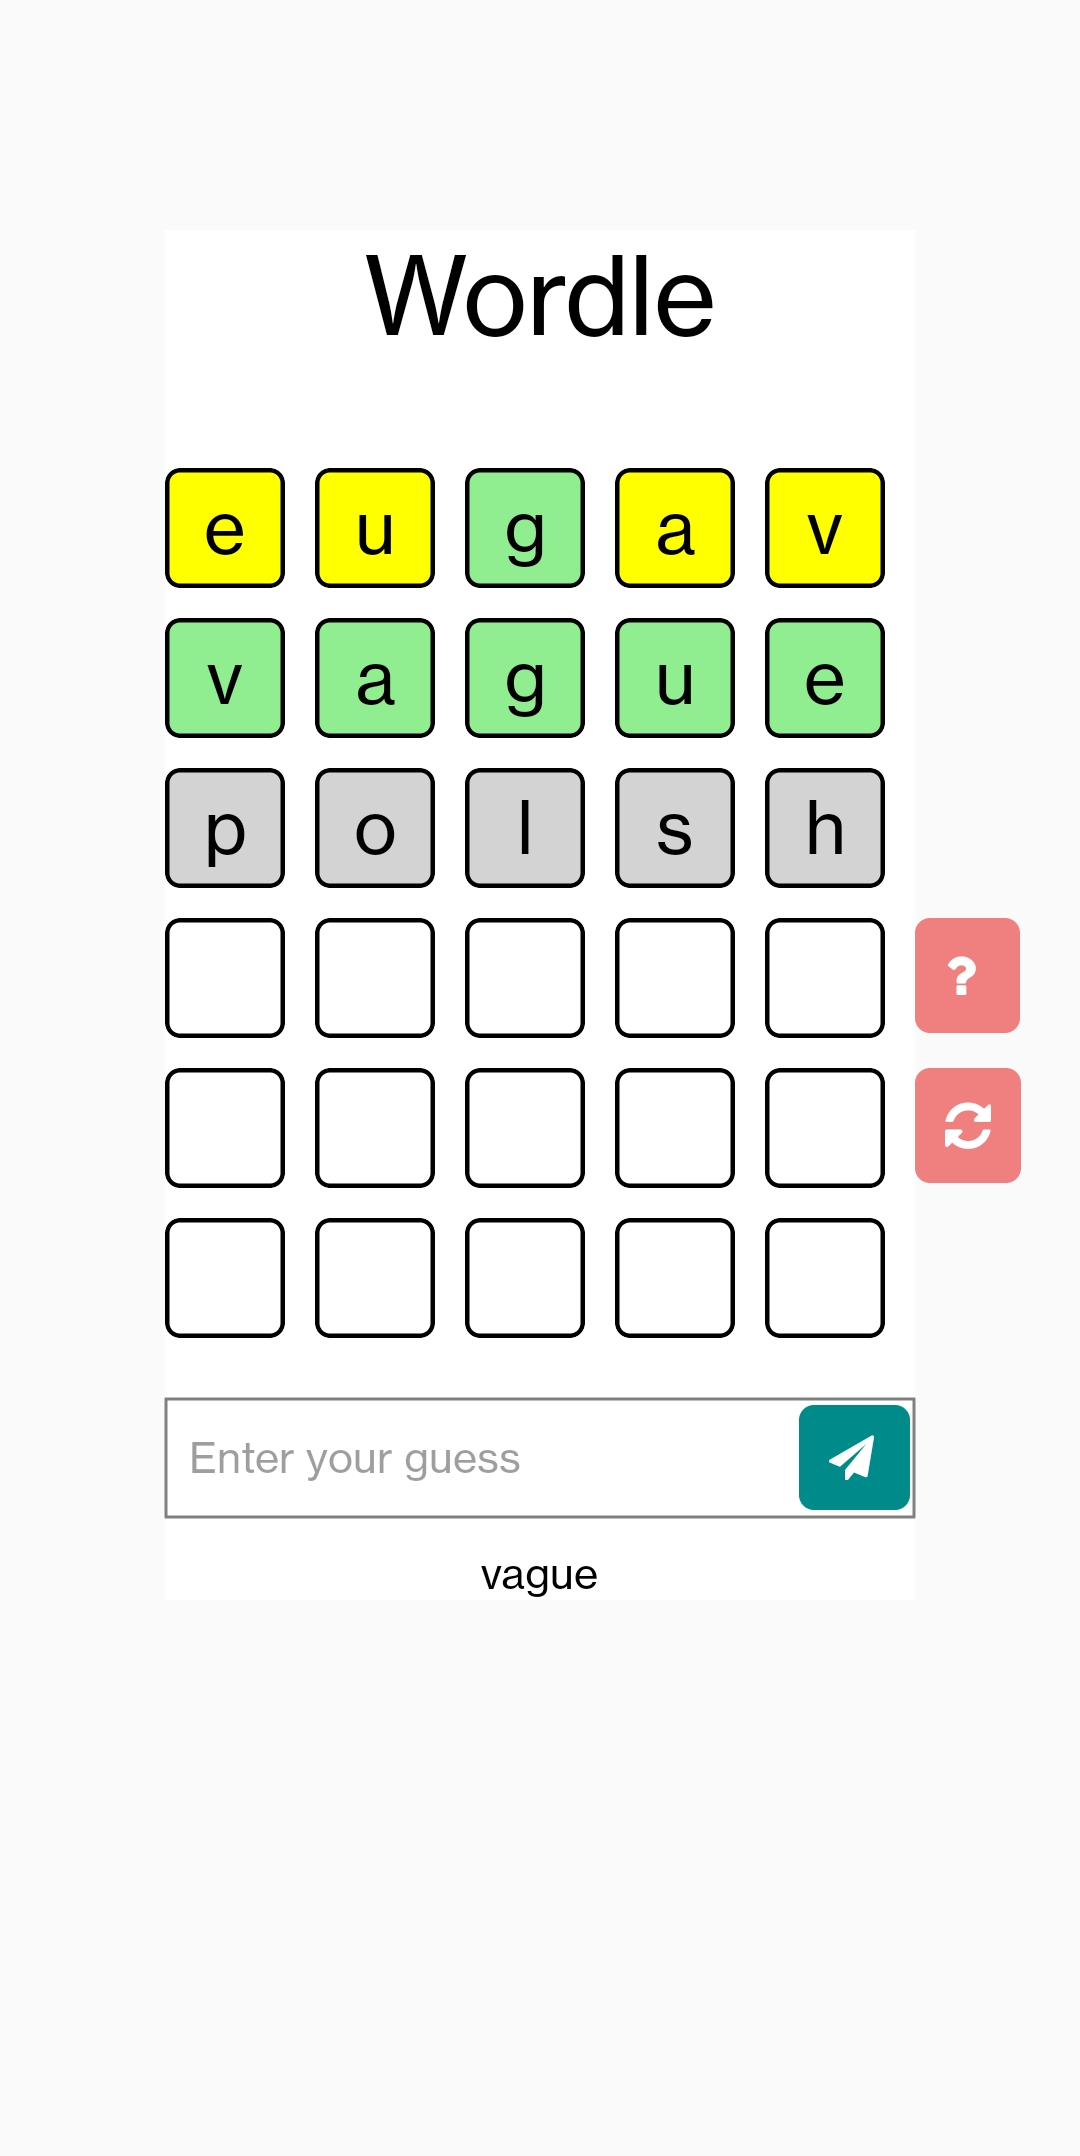 Wordle
e u g a v
v a g u e
p o l s h
?
Enter your guess
vague